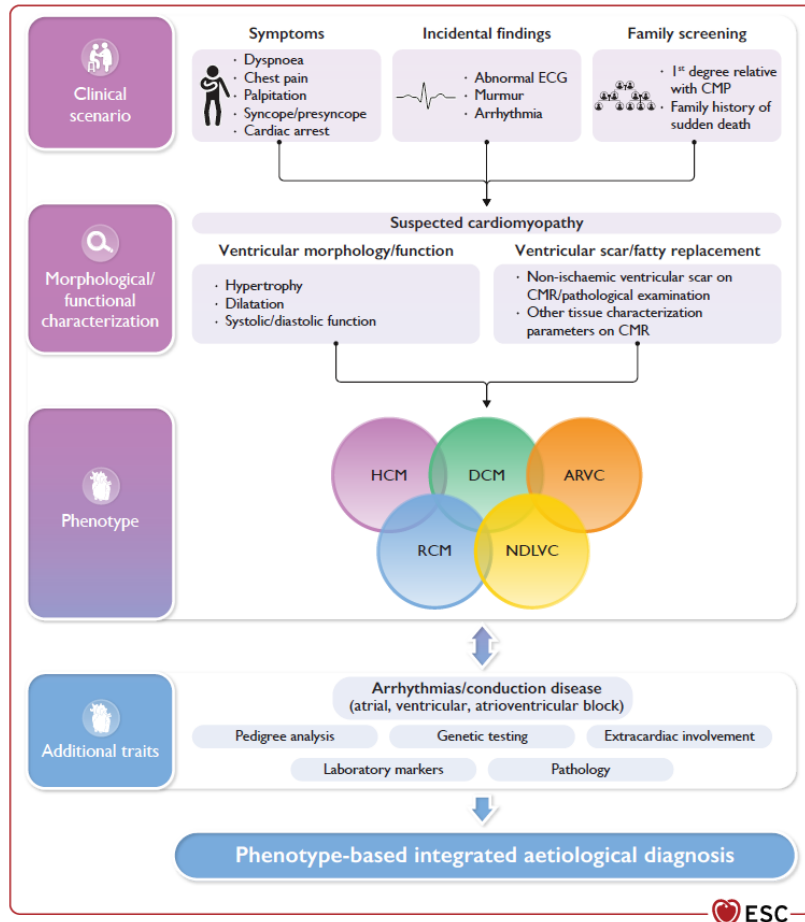 Clinical
scenario
Symptoms
· Dyspnoea
· Chest pain
· Palpitation
· Syncope/presyncope
· Cardiac arrest
Incidental findings
· Abnormal ECG
· Murmur
· Arrhythmia
Family screening
· 1st degree relative
with CMP
· Family history of
sudden death
Morphological/
functional
characterization
Suspected cardiomyopathy
Ventricular morphology/function
· Hypertrophy
· Dilatation
· Systolic/diastolic function
Ventricular scar/fatty replacement
· Non-ischaemic ventricular scar on
CMR/pathological examination
· Other tissue characterization
parameters on CMR
Phenotype
HCM
DCM
ARVC
RCM
NDLVC
Additional traits
Arrhythmias/conduction disease
(atrial, ventricular, atrioventricular block)
Pedigree analysis
Genetic testing
Extracardiac involvement
Laboratory markers
Pathology
Phenotype-based integrated aetiological diagnosis
ESC